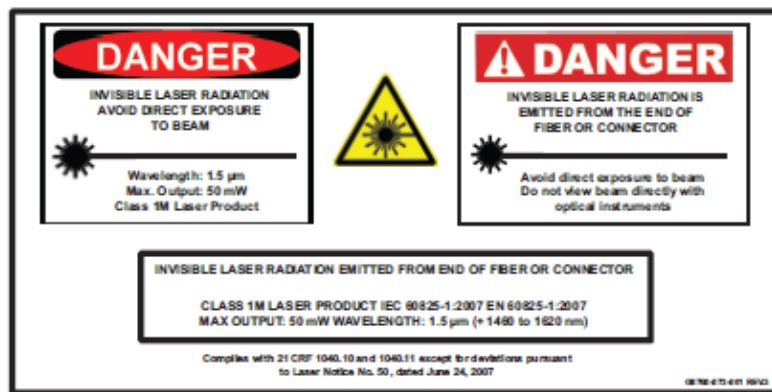 DANGER
INVISIBLE LASER RADIATION
AVOID DIRECT EXPOSURE
TO BEAM
Wavelength: 1.5 µm
Max. Output: 50 mW
Class 1M Laser Product
DANGER
INVISIBLE LASER RADIATION IS
EMITTED FROM THE END OF
FIBER OR CONNECTOR
Avoid direct exposure to beam
Do not view beam directly with
optical instruments
INVISIBLE LASER RADIATION EMITTED FROM END OF FIBER OR CONNECTOR
CLASS 1M LASER PRODUCT IEC 60825-1:2007 EN 60825-1:2007
MAX OUTPUT: 50 mW WAVELENGTH: 1.5 µm (+ 1460 to 1620 nm)
Complies with 21 CRF 1040.10 and 1040.11 except for deviations pursuant
to Laser Notice No. 50, dated June 24, 2007